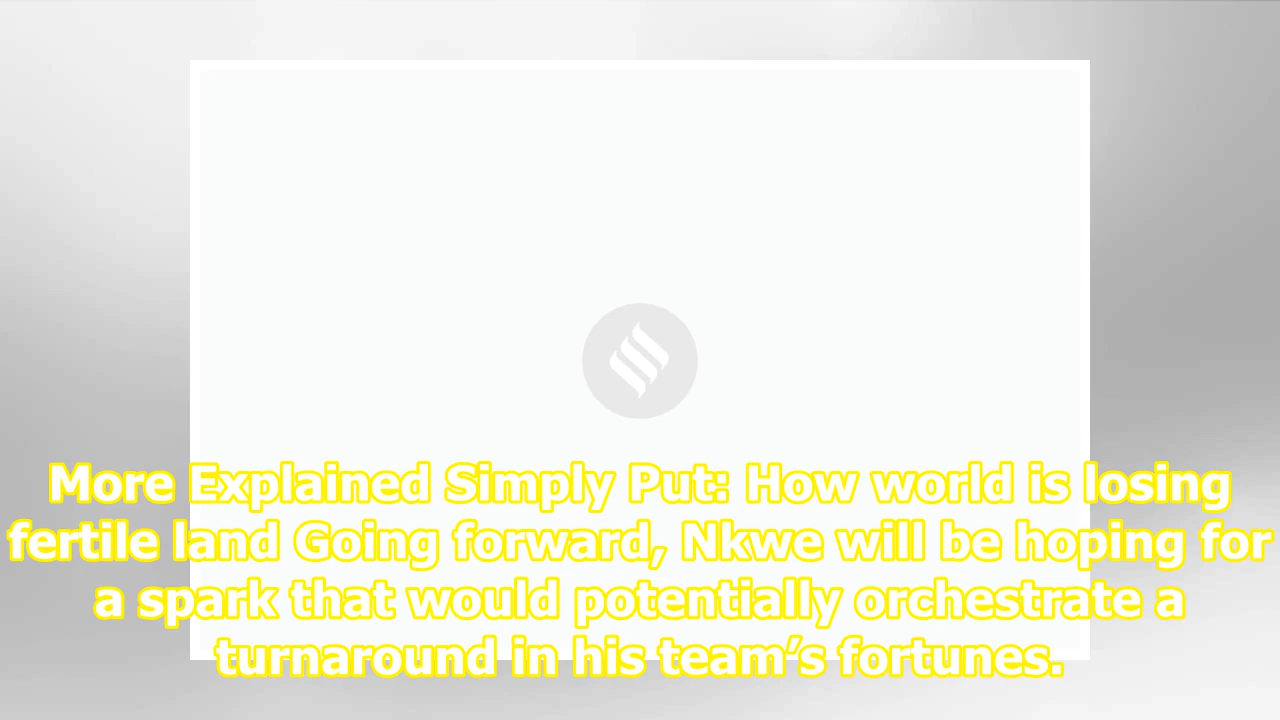 More Explained Simply Put: How world is losing
fertile land Going forward, Nkwe will be hoping for
a spark that would potentially orchestrate a
turnaround in his team’s fortunes.